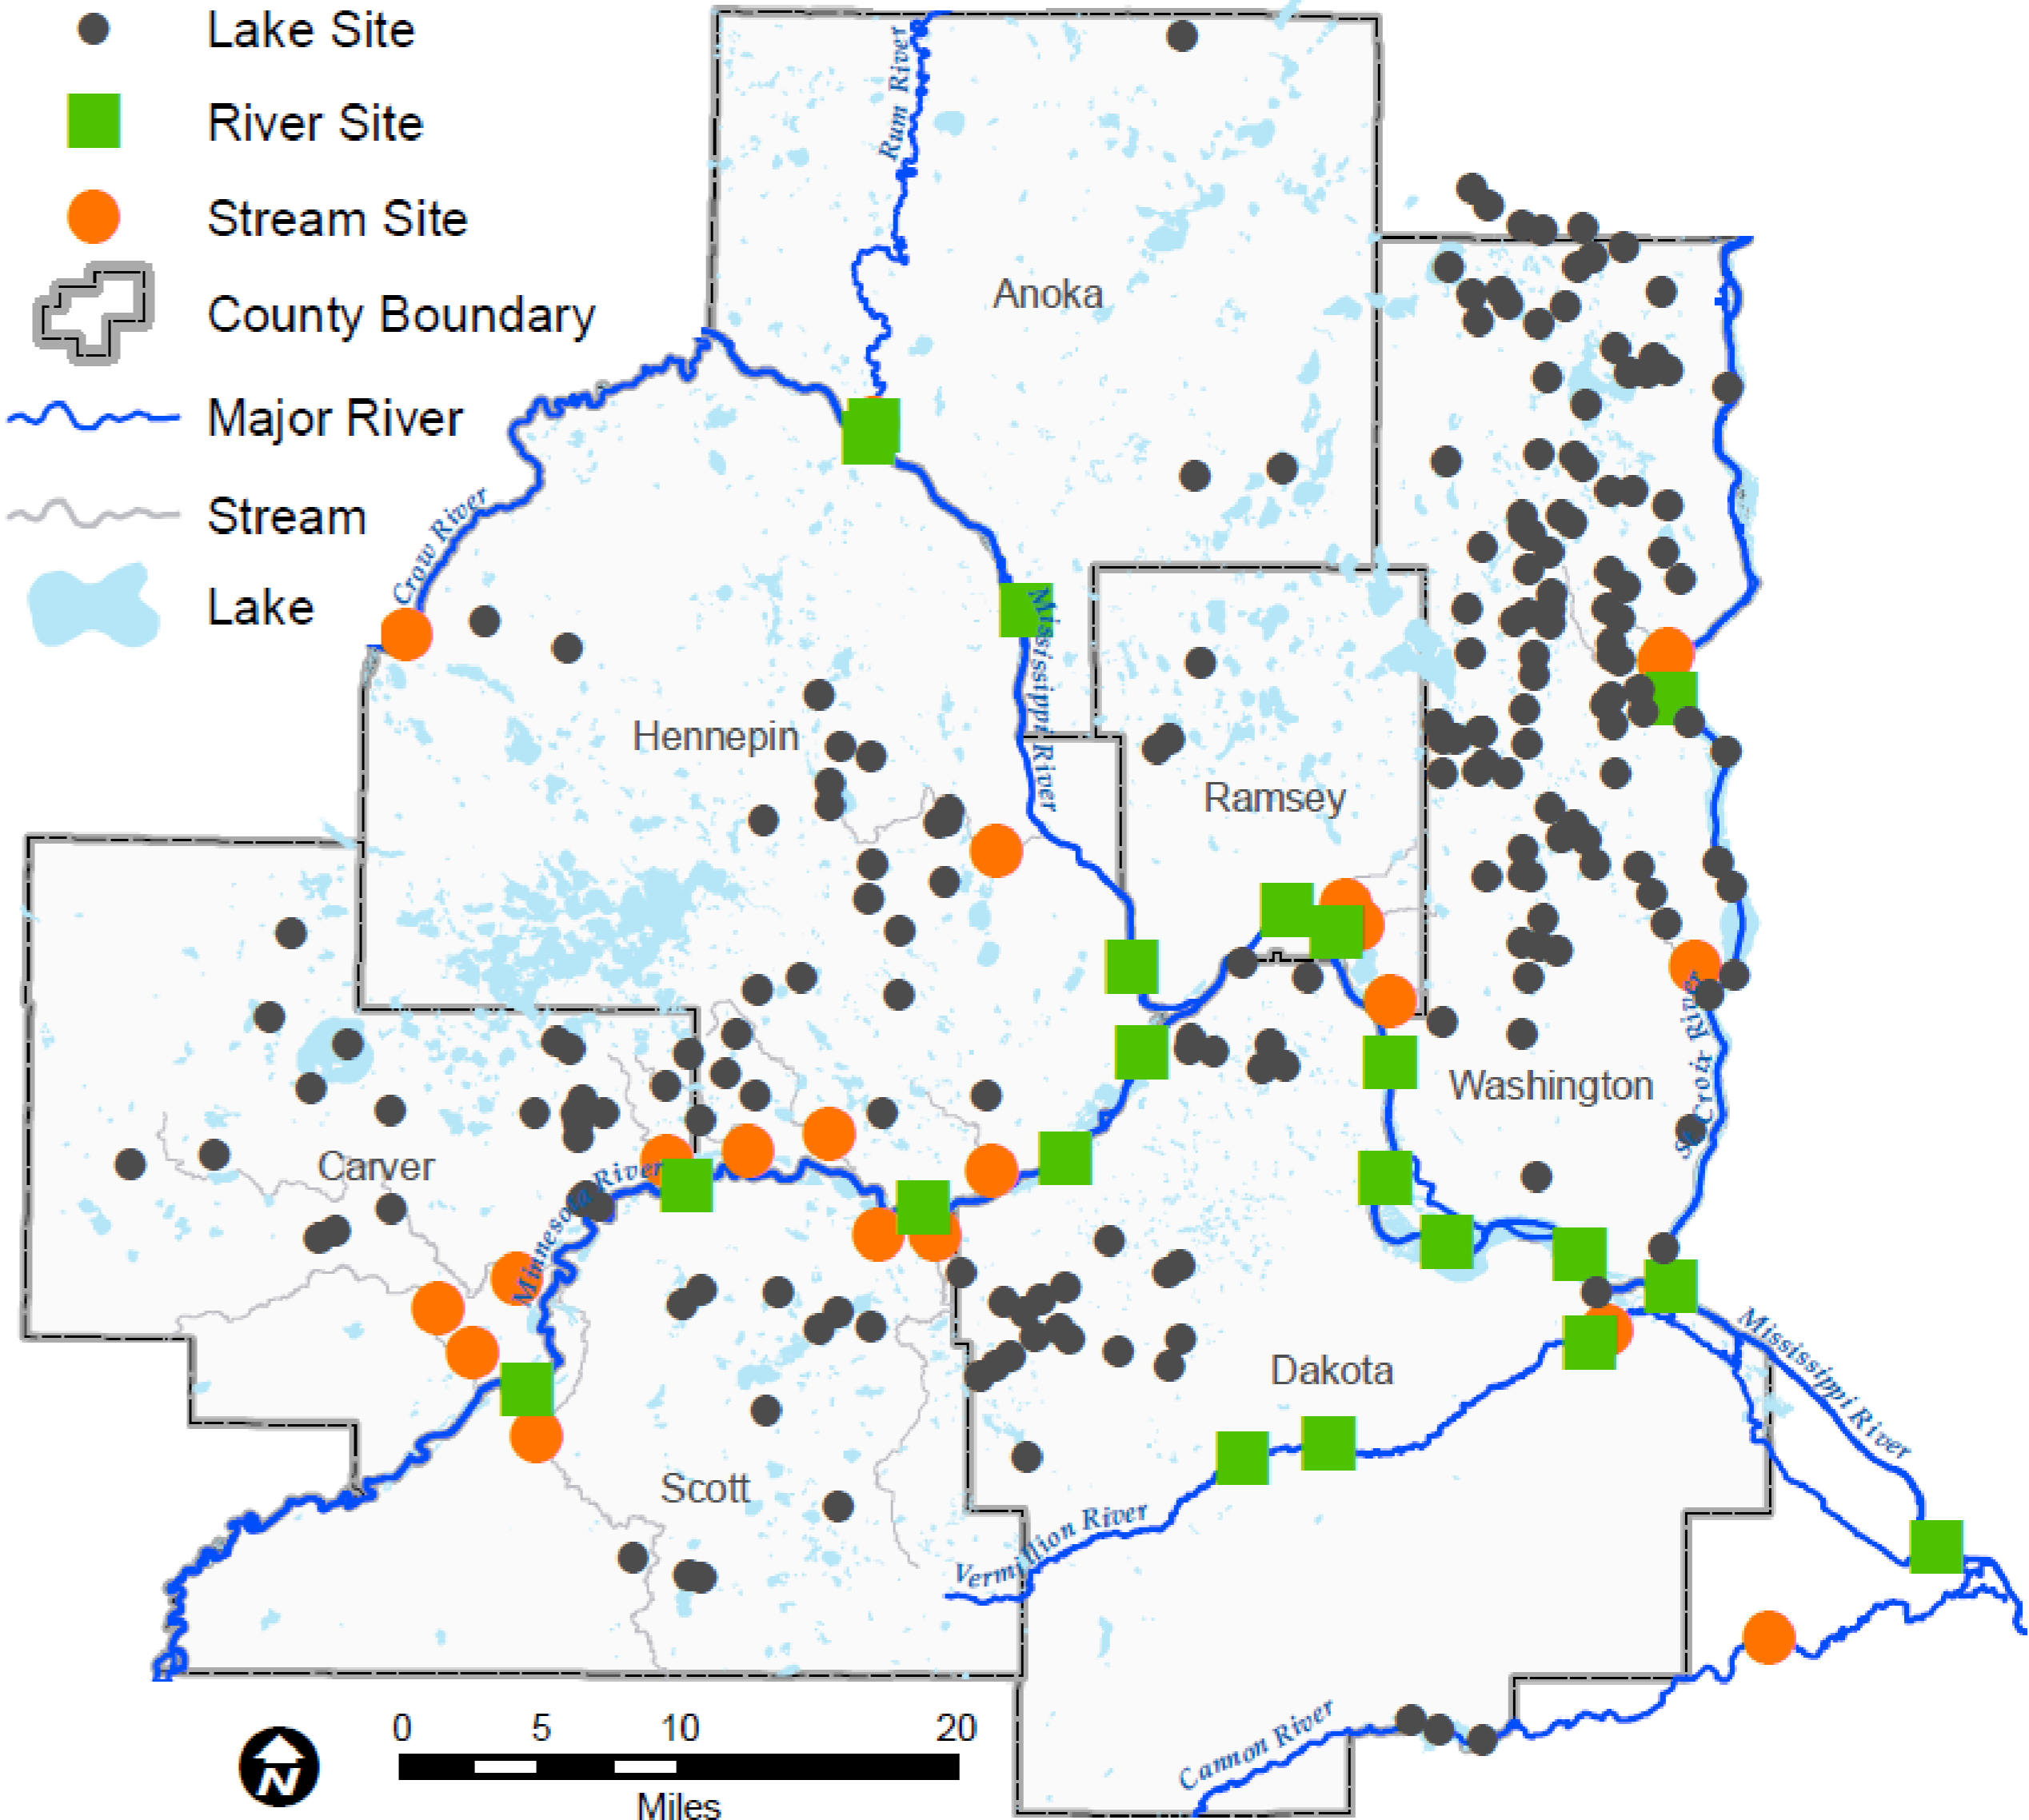 Lake Site
River Site
Stream Site
County Boundary
Major River
Stream
Lake
Rum River
Anoka
Crow River
Mississippi River
Hennepin
Ramsey
Washington
St. Croix River
Carver
Minnesota River
Dakota
Mississippi River
Scott
Vermillion River
Cannon River
0 5 10 20
Miles
N